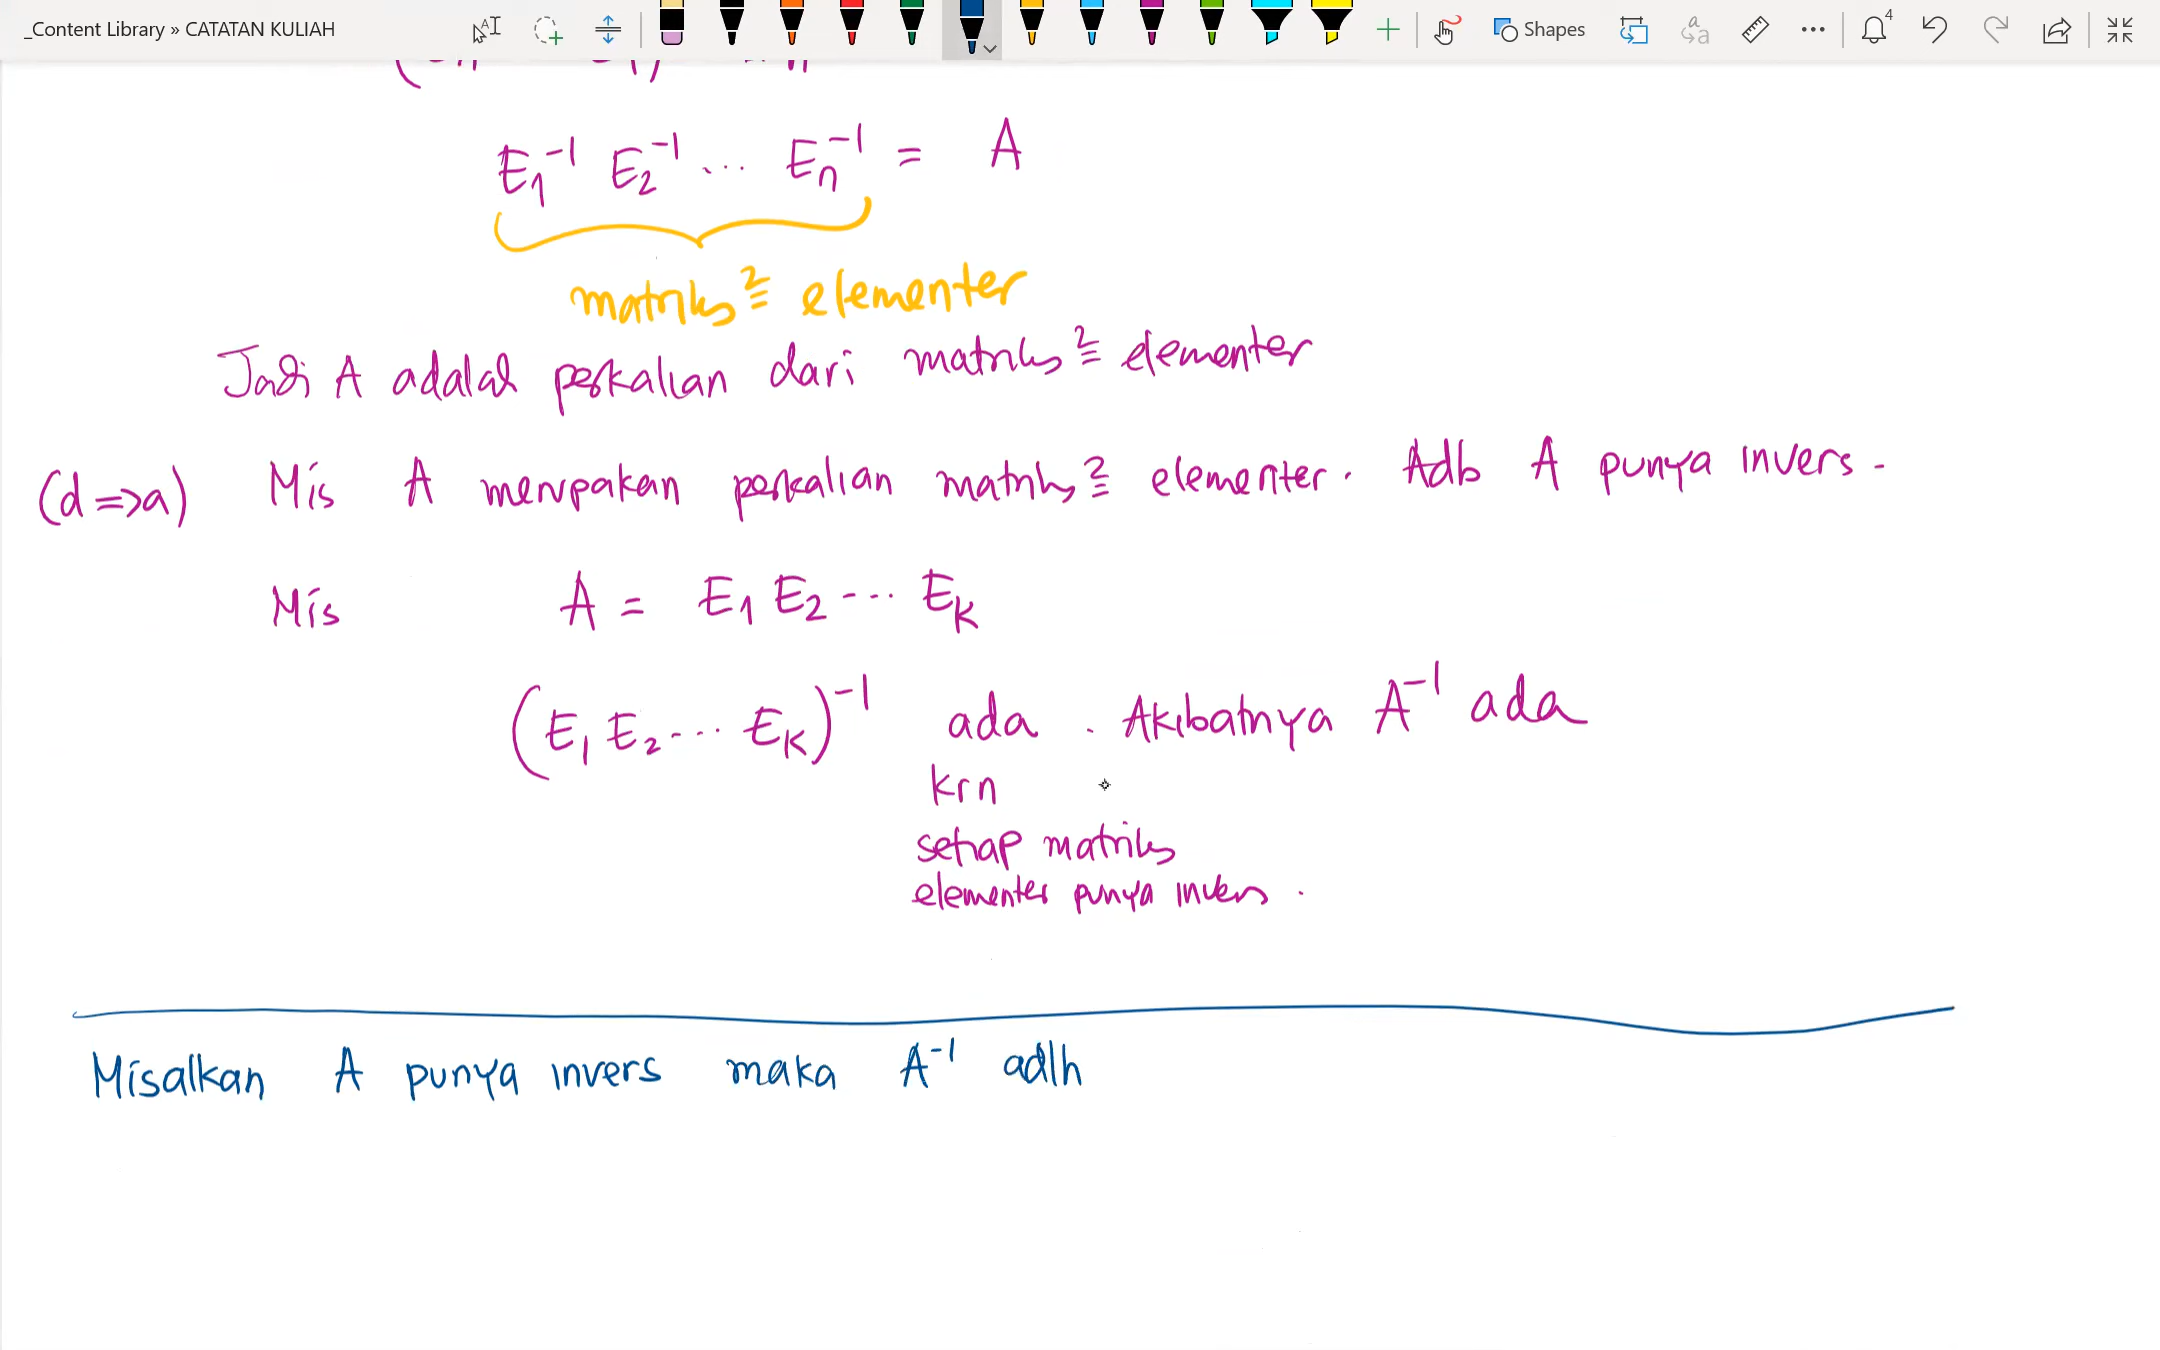 _Content Library » CATATAN KULIAH
Shapes
4
E₁⁻¹ E₂⁻¹ ... Eₙ⁻¹ = A
matriks² elementer
Jadi A adalah perkalian dari matriks² elementer
(d=>a) Mis A merupakan perkalian matriks² elementer. Adb A punya invers.
Mis A = E₁ E₂ ... Eₖ
(E₁ E₂ ... Eₖ)⁻¹ ada . Akibatnya A⁻¹ ada
krn
setiap matriks
elementer punya invers .
Misalkan A punya invers maka A⁻¹ adlh